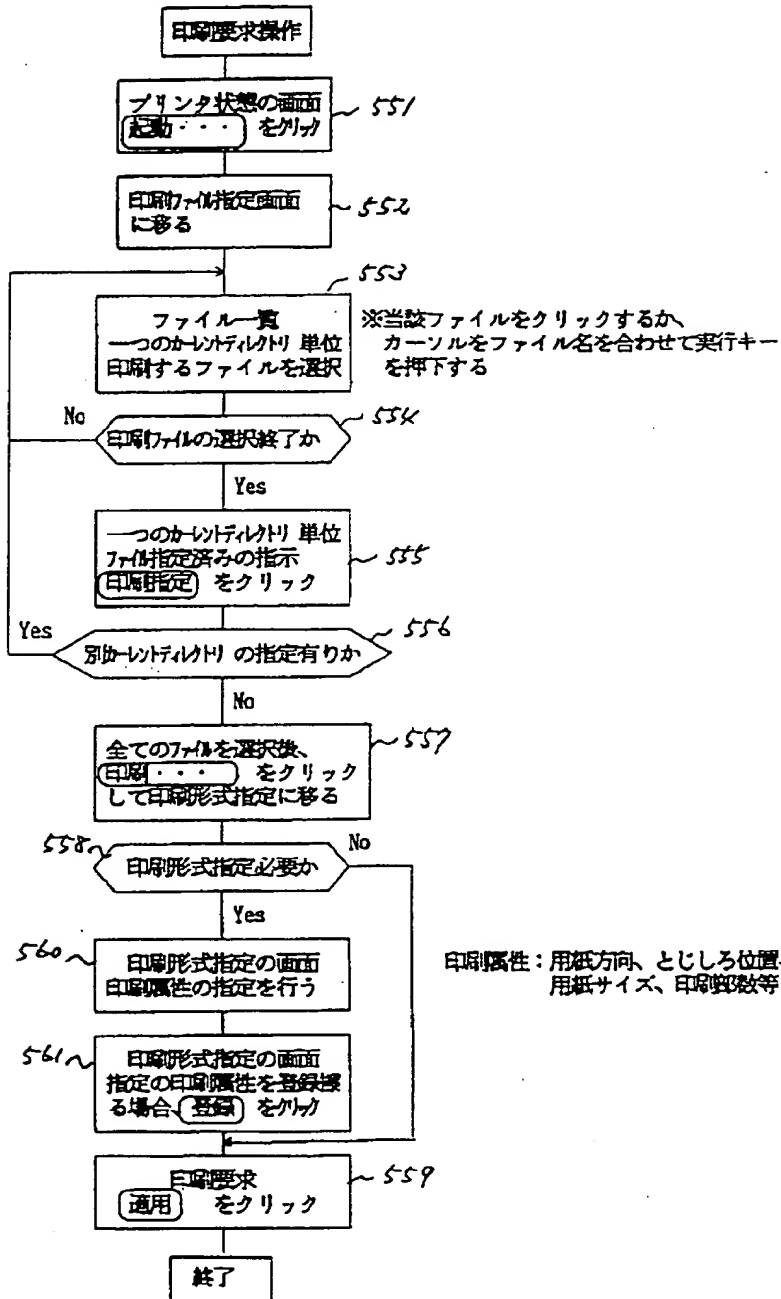 印刷要求操作
プリンタ状態の画面
起動・・・ をクリック
551
印刷ファイル指定画面
に移る
552
553
ファイル一覧
一つのカーレントディレクトリ 単位
印刷するファイルを選択
※当該ファイルをクリックするか、
カーソルをファイル名を合わせて実行キー
を押下する
No
554
印刷ファイルの選択終了か
Yes
一つのカーレントディレクトリ 単位
ファイル指定済みの指示
印刷指定 をクリック
555
Yes
556
別カーレントディレクトリ の指定有りか
No
全てのファイルを選択後、
印刷・・・ をクリック
して印刷形式指定に移る
557
558
印刷形式指定必要か
No
Yes
560
印刷形式指定の画面
印刷属性の指定を行う
印刷属性:用紙方向、とじしろ位置、
用紙サイズ、印刷部数等
561
印刷形式指定の画面
指定の印刷属性を登録
る場合、登録 をクリック
印刷要求
適用 をクリック
559
終了